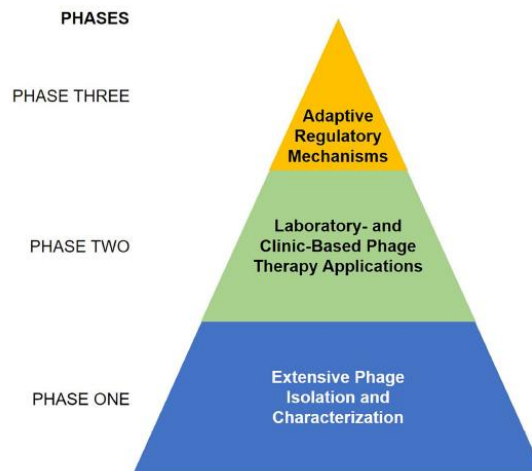 PHASES
PHASE THREE
Adaptive
Regulatory
Mechanisms
PHASE TWO
Laboratory- and
Clinic-Based Phage
Therapy Applications
PHASE ONE
Extensive Phage
Isolation and
Characterization